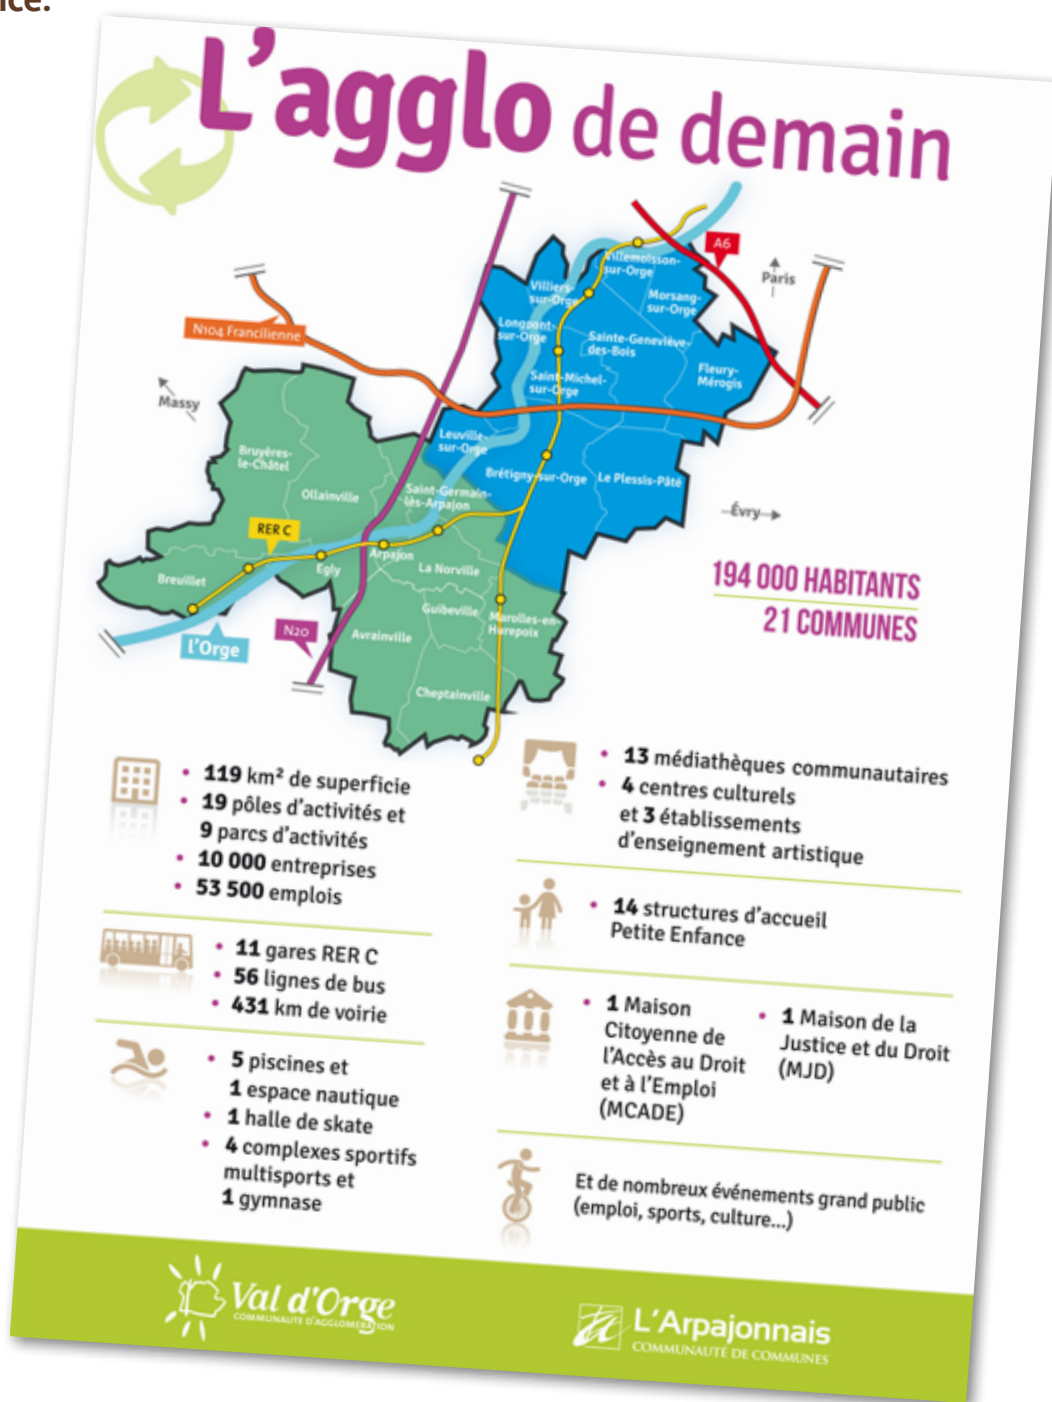 L'agglo de demain
A6
Paris
Villemoisson-
sur-Orge
Villiers-
sur-Orge
Morsang-
sur-Orge
N104 Francilienne
Longpont-
sur-Orge
Sainte-Geneviève-
des-Bois
Saint-Michel-
sur-Orge
Fleury-
Mérogis
Massy
Leuville-
sur-Orge
Bruyères-
le-Châtel
Brétigny-sur-Orge
Le Plessis-Pâté
Ollainville
Saint-Germain-
lès-Arpajon
Évry
RER C
Arpajon
Egly
La Norville
Breuillet
Guibeville
Marolles-en-
Hurepoix
N20
Avrainville
l'Orge
Cheptainville
194 000 HABITANTS
21 COMMUNES
• 119 km² de superficie
• 19 pôles d'activités et
9 parcs d'activités
• 10 000 entreprises
• 53 500 emplois
• 11 gares RER C
• 56 lignes de bus
• 431 km de voirie
• 5 piscines et
1 espace nautique
• 1 halle de skate
• 4 complexes sportifs
multisports et
1 gymnase
• 13 médiathèques communautaires
• 4 centres culturels
et 3 établissements
d'enseignement artistique
• 14 structures d'accueil
Petite Enfance
• 1 Maison
Citoyenne de
l'Accès au Droit
et à l'Emploi
(MCADE)
• 1 Maison de la
Justice et du Droit
(MJD)
Et de nombreux événements grand public
(emploi, sports, culture...)
Val d'Orge
COMMUNAUTE D'AGGLOMERATION
L'Arpajonnais
COMMUNAUTÉ DE COMMUNES